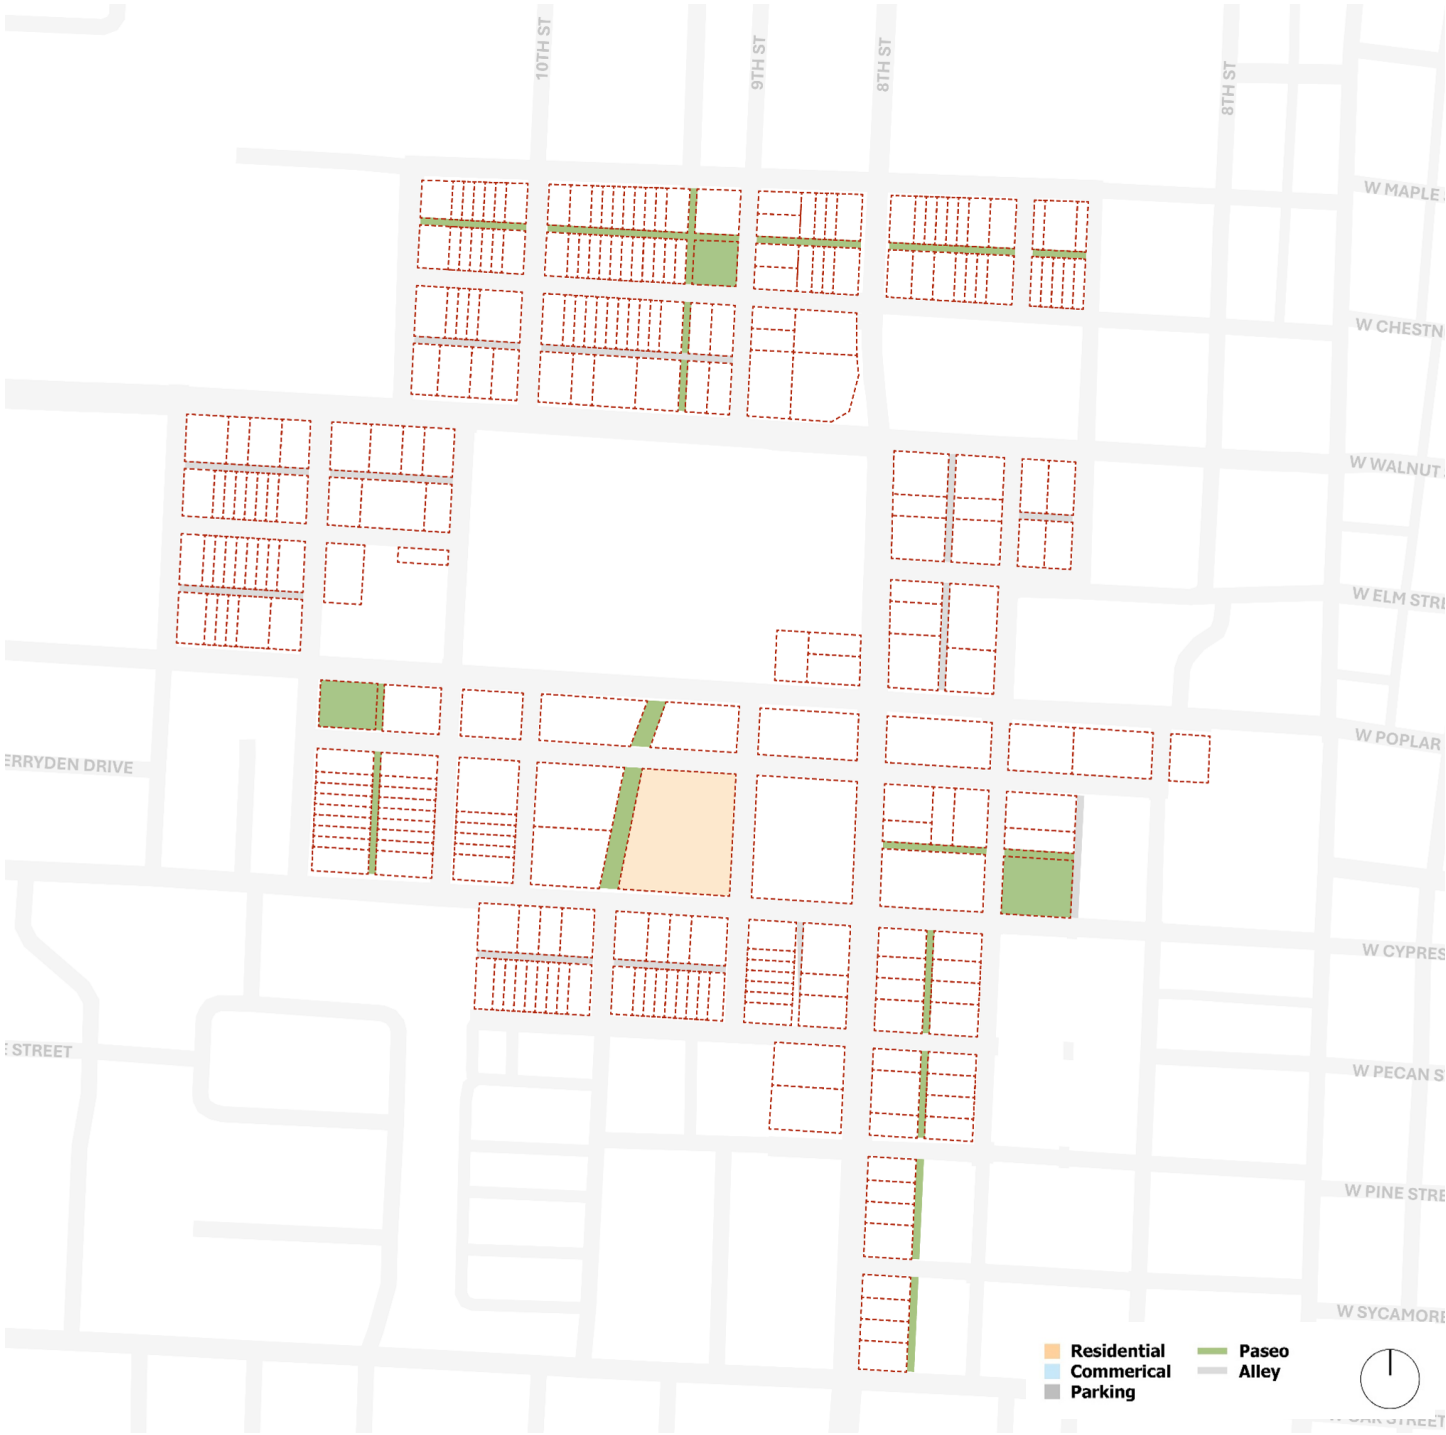 10TH ST
9TH ST
8TH ST
8TH ST
W MAPLE
W CHESTN
W WALNUT
W ELM STRE
W POPLAR
ERRYDEN DRIVE
W CYPRES
E STREET
W PECAN S
W PINE STRE
W SYCAMORE
Residential
Paseo
Commerical
Alley
Parking